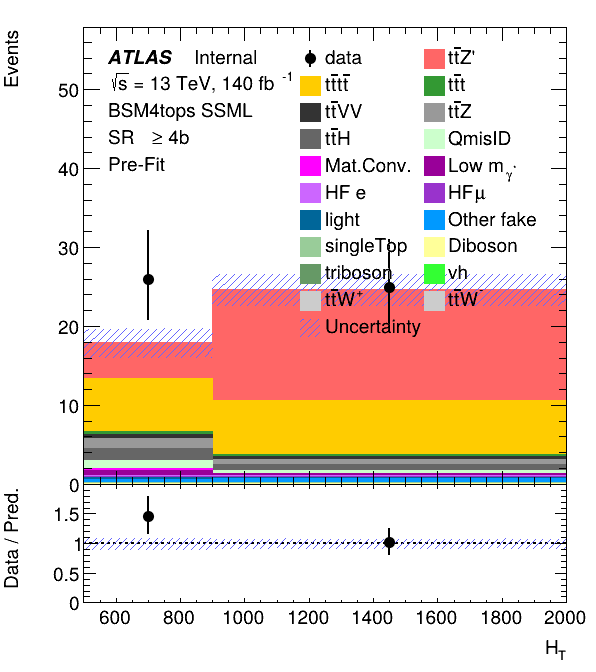 Events
ATLAS Internal
√s = 13 TeV, 140 fb⁻¹
BSM4tops SSML
SR ≥ 4b
Pre-Fit
data
tt̄Z'
tt̄tt̄
tt̄t
tt̄VV
tt̄Z
tt̄H
QmisID
Mat.Conv.
Low m_γ*
HF e
HFμ
light
Other fake
singleTop
Diboson
triboson
vh
tt̄W⁺
tt̄W⁻
Uncertainty
50
40
30
20
10
0
Data / Pred.
1.5
1
0.5
0
600 800 1000 1200 1400 1600 1800 2000
H_T